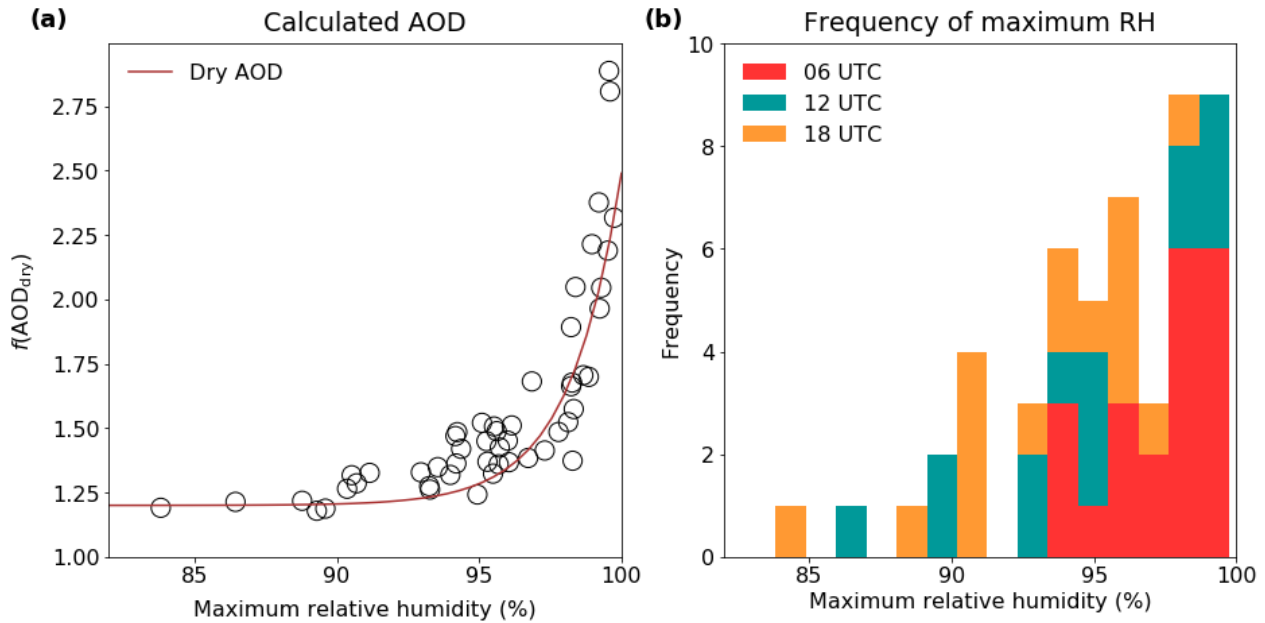 (a)
Calculated AOD
Dry AOD
2.75
2.50
2.25
2.00
1.75
1.50
1.25
1.00
f(AOD_dry)
85
90
95
100
Maximum relative humidity (%)
(b)
Frequency of maximum RH
06 UTC
12 UTC
18 UTC
10
8
6
4
2
0
Frequency
85
90
95
100
Maximum relative humidity (%)